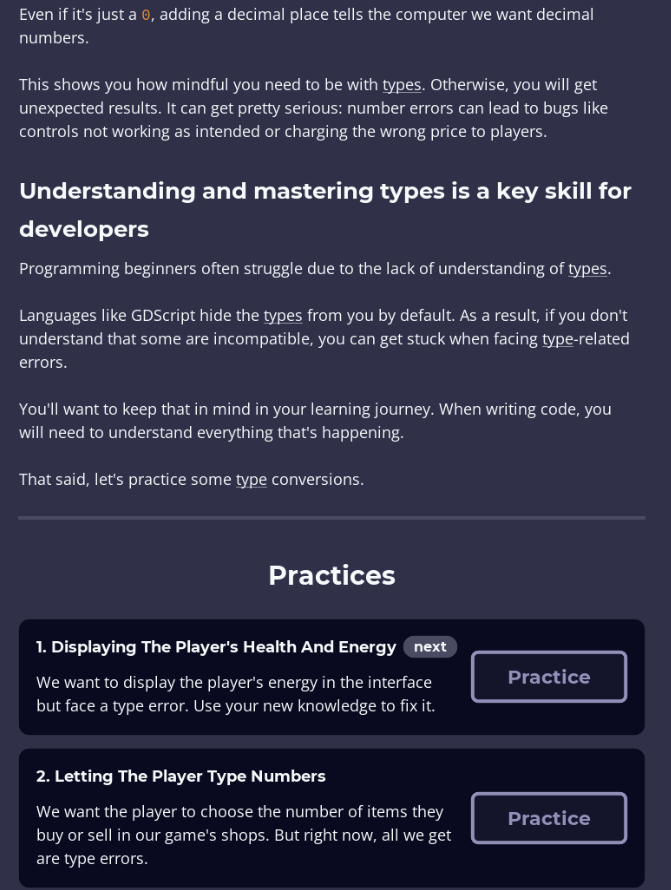 Even if it's just a 0, adding a decimal place tells the computer we want decimal
numbers.
This shows you how mindful you need to be with types. Otherwise, you will get
unexpected results. It can get pretty serious: number errors can lead to bugs like
controls not working as intended or charging the wrong price to players.
Understanding and mastering types is a key skill for
developers
Programming beginners often struggle due to the lack of understanding of types.
Languages like GDScript hide the types from you by default. As a result, if you don't
understand that some are incompatible, you can get stuck when facing type-related
errors.
You'll want to keep that in mind in your learning journey. When writing code, you
will need to understand everything that's happening.
That said, let's practice some type conversions.
Practices
1. Displaying The Player's Health And Energy next
We want to display the player's energy in the interface
but face a type error. Use your new knowledge to fix it.
Practice
2. Letting The Player Type Numbers
We want the player to choose the number of items they
buy or sell in our game's shops. But right now, all we get
are type errors.
Practice